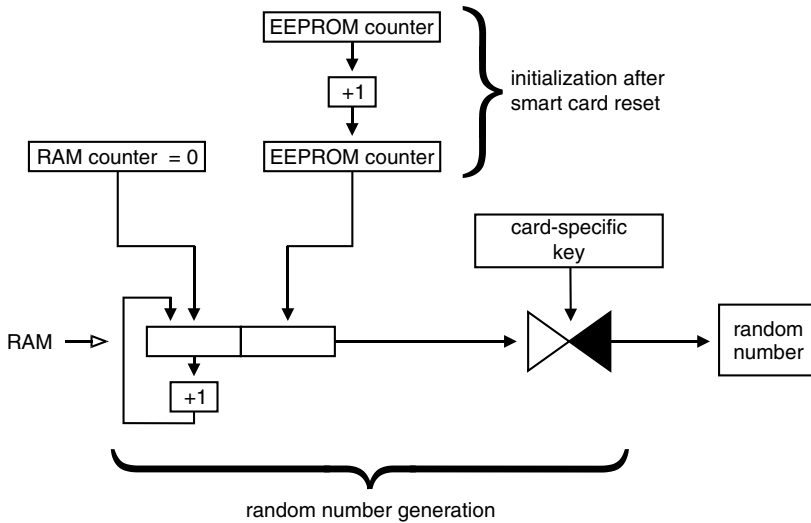 EEPROM counter
+1
initialization after
smart card reset
RAM counter = 0
EEPROM counter
card-specific
key
RAM
random
number
+1
random number generation